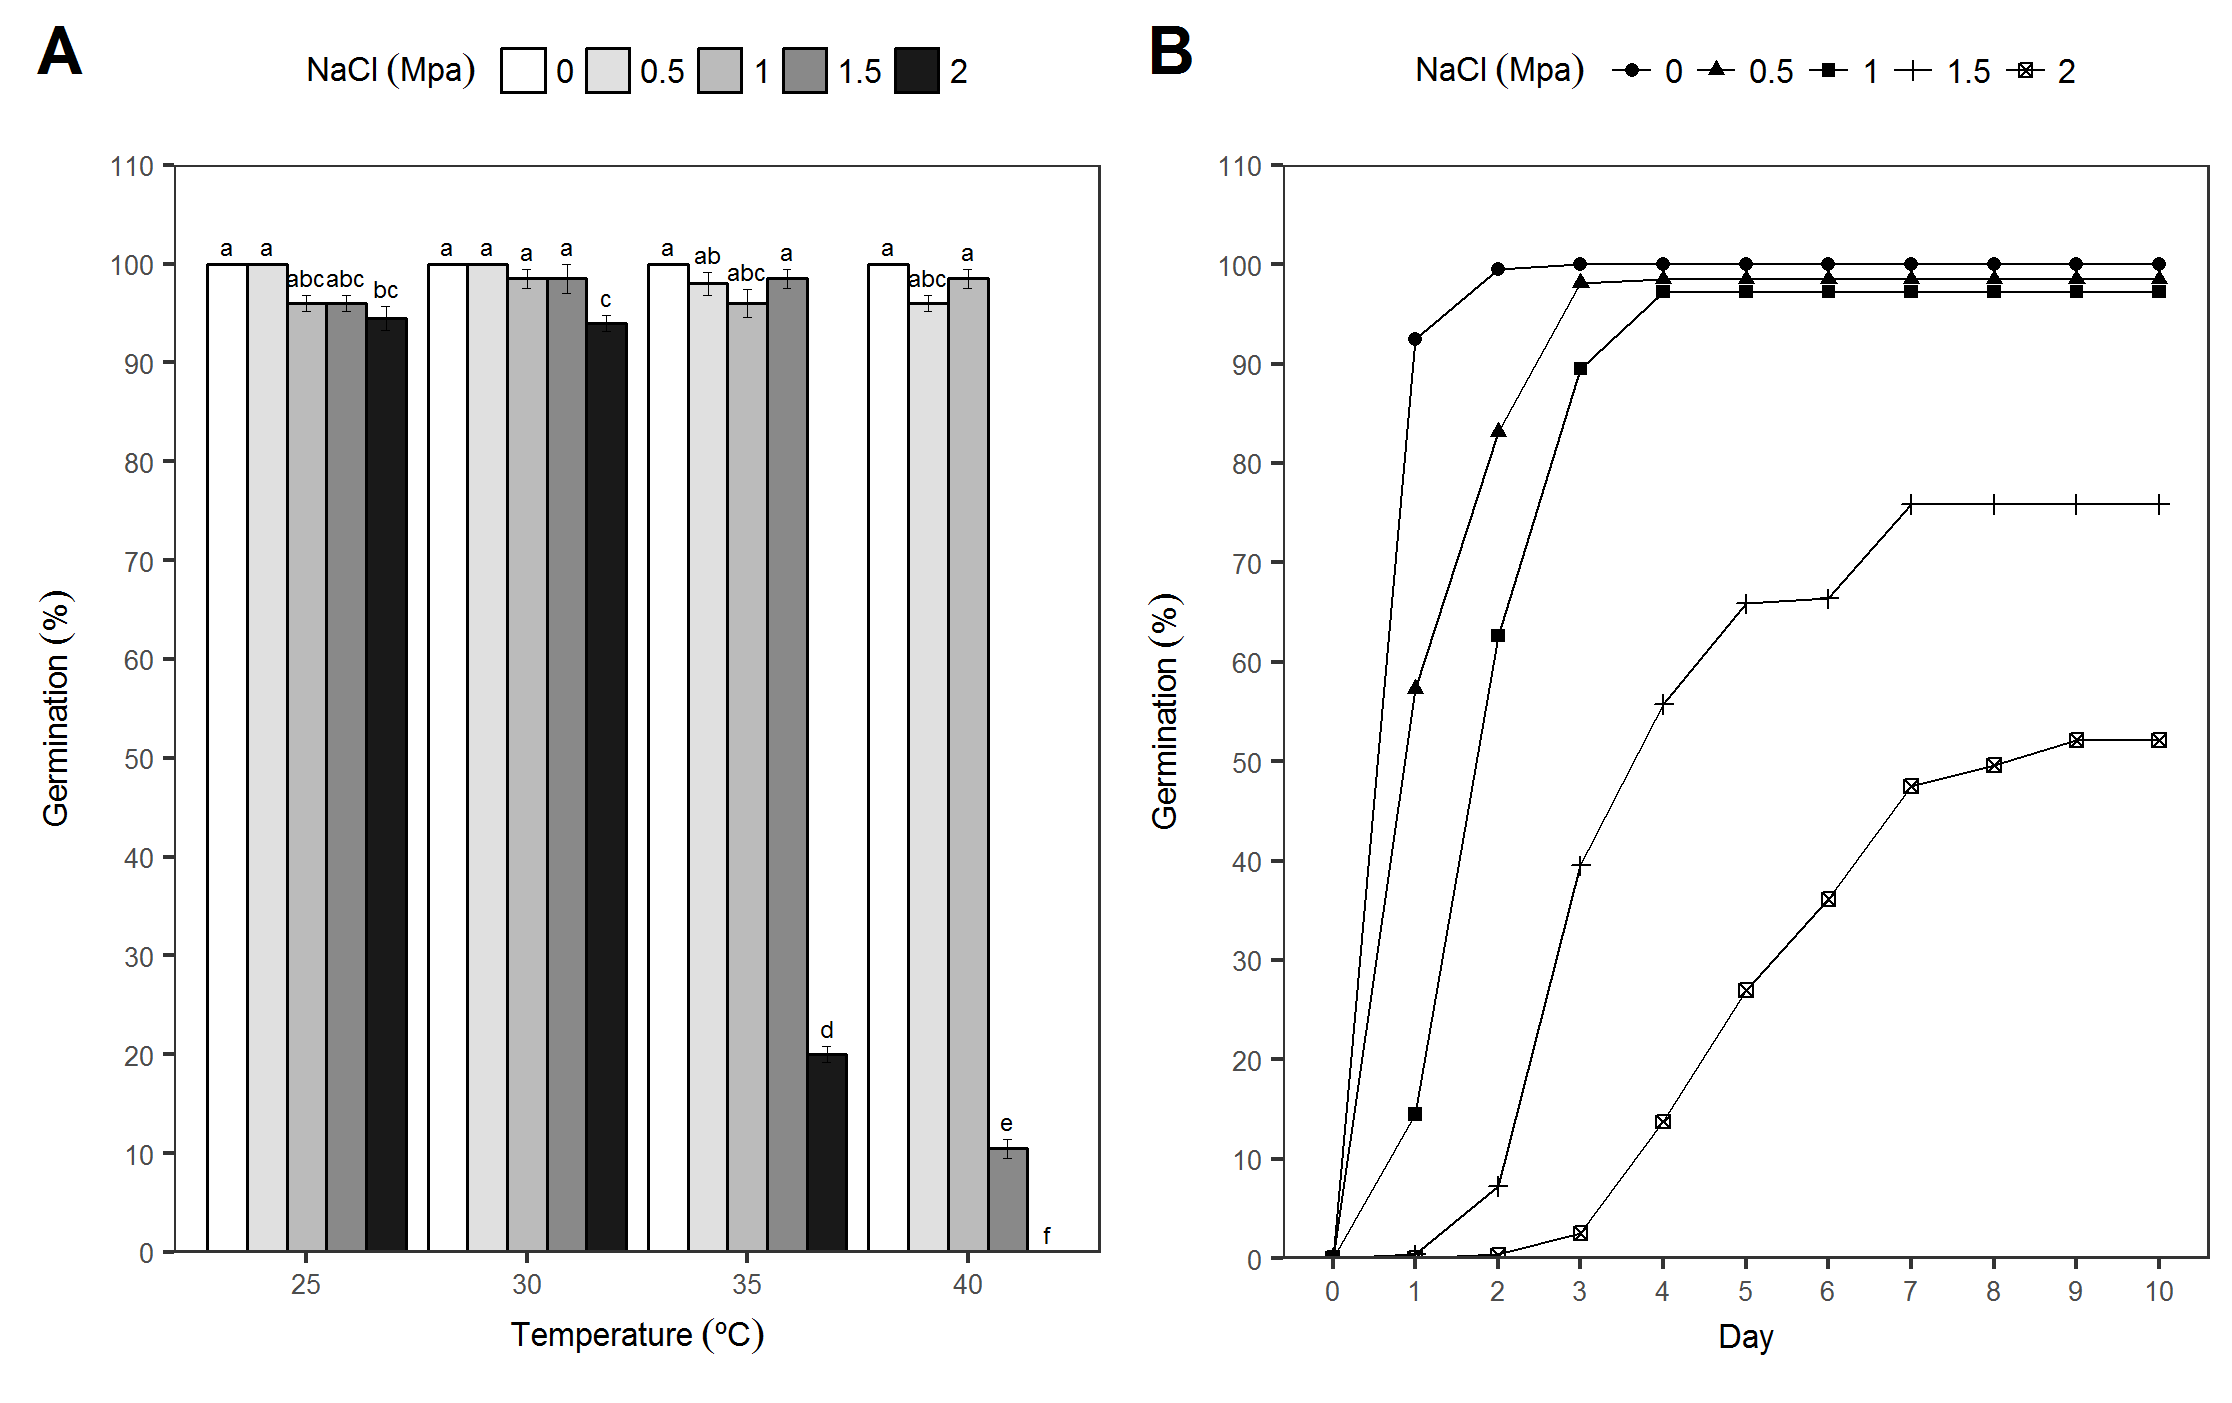 A
NaCl (Mpa) 0 0.5 1 1.5 2
110
100
90
80
70
60
50
40
30
20
10
0
Germination (%)
a a abc abc bc
a a a a c
a ab abc a d
a abc a e f
25 30 35 40
Temperature (ºC)
B
NaCl (Mpa) 0 0.5 1 1.5 2
110
100
90
80
70
60
50
40
30
20
10
0
Germination (%)
0 1 2 3 4 5 6 7 8 9 10
Day